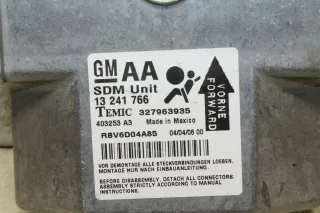 GM AA
SDM Unit
13 241 766
TEMIC 327963935
403253 A3 Made in Mexico
RBV6D04A85 04/04/06 00
VORNE
FORWARD
VOR DEMONTAGE ALLE STECKVERBINDUNGEN LÖSEN.
MONTAGE NUR NACH EINBAUANLEITUNG.
BEFORE DISASSEMBLY, DETACH ALL CONNECTORS.
ASSEMBLE STRICTLY ACCORDING TO MANUAL
INSTRUCTIONS.